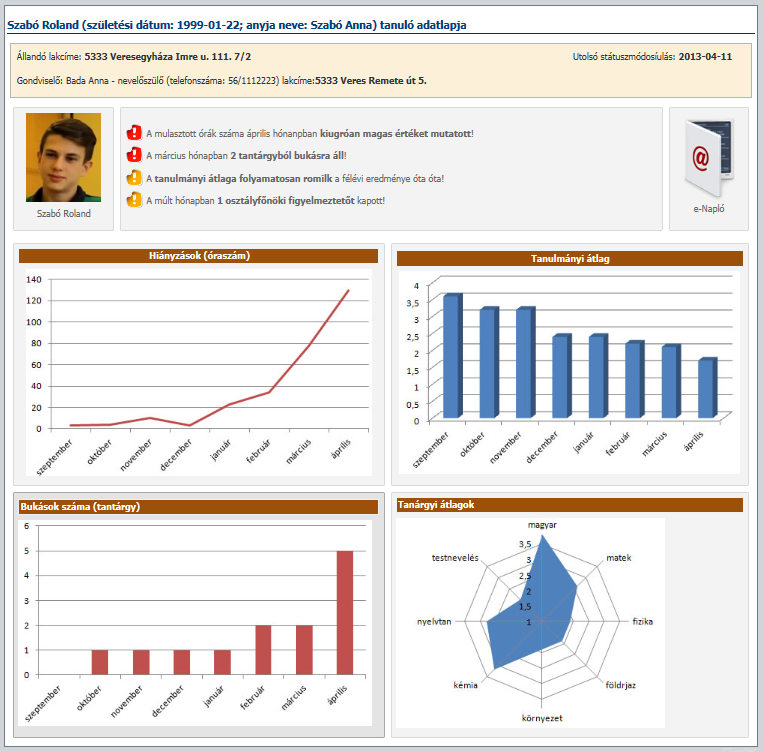 Szabó Roland (születési dátum: 1999-01-22; anyja neve: Szabó Anna) tanuló adatlapja
Állandó lakcíme: 5333 Veresegyháza Imre u. 111. 7/2
Utolsó státuszmódosíulás: 2013-04-11
Gondviselő: Bada Anna - nevelőszülő (telefonszáma: 56/1112223) lakcíme:5333 Veres Remete út 5.
A mulasztott órák száma április hónanpban kiugróan magas értéket mutatott!
A március hónapban 2 tantárgyból bukásra áll!
A tanulmányi átlaga folyamatosan romilk a félévi eredménye óta óta!
A múlt hónapban 1 osztályfőnöki figyelmeztetőt kapott!
Szabó Roland
@
e-Napló
Hiányzások (óraszám)
140
120
100
80
60
40
20
0
szeptember
október
november
december
január
február
március
április
Tanulmányi átlag
4
3,5
3
2,5
2
1,5
1
0,5
0
szeptember
október
november
december
január
február
március
április
Bukások száma (tantárgy)
6
5
4
3
2
1
0
szeptember
október
november
december
január
február
március
április
Tanárgyi átlagok
magyar
3,5
testnevelés
matek
3
2,5
2
1,5
nyelvtan
1
fizika
kémia
földrjaz
környezet